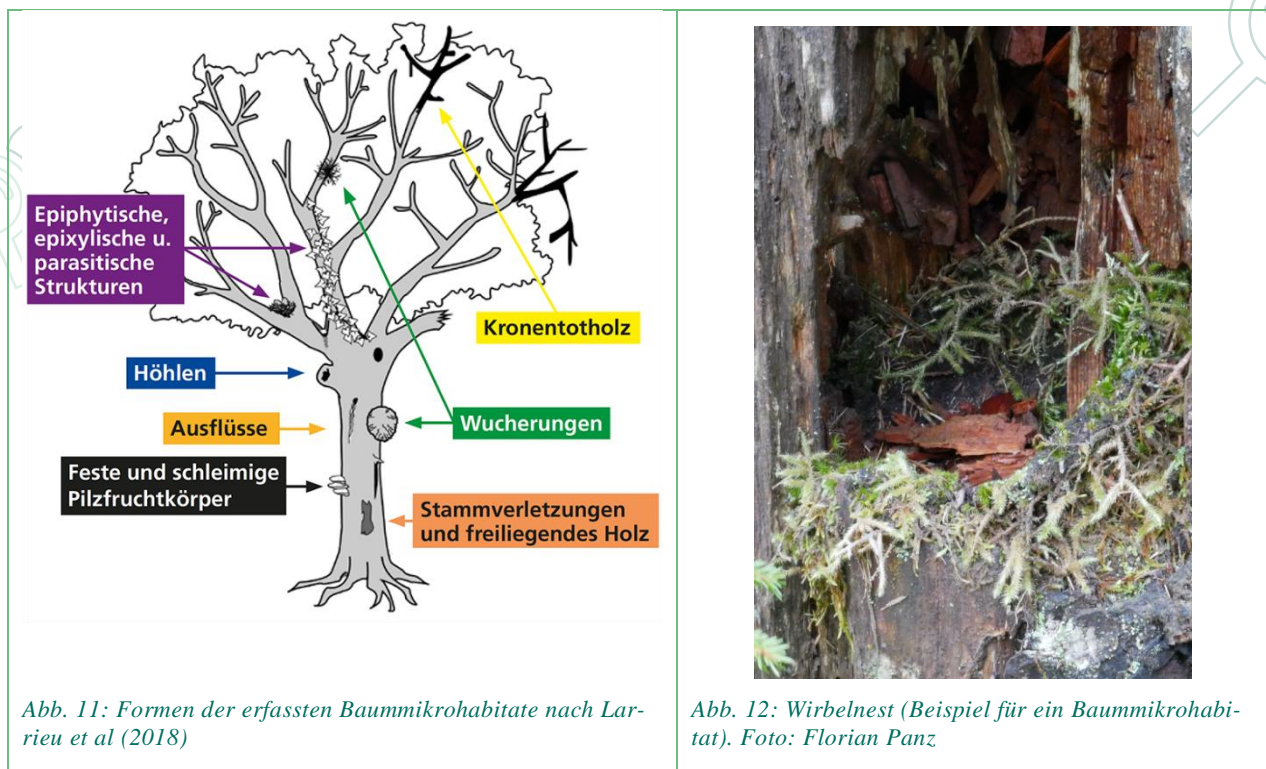 Epiphytische,
epixylische u.
parasitische
Strukturen
Kronentotholz
Höhlen
Ausflüsse
Wucherungen
Feste und schleimige
Pilzfruchtkörper
Stammverletzungen
und freiliegendes Holz
Abb. 11: Formen der erfassten Baummikrohabitate nach Lar-
rieu et al (2018)
Abb. 12: Wirbelnest (Beispiel für ein Baummikrohabi-
tat). Foto: Florian Panz